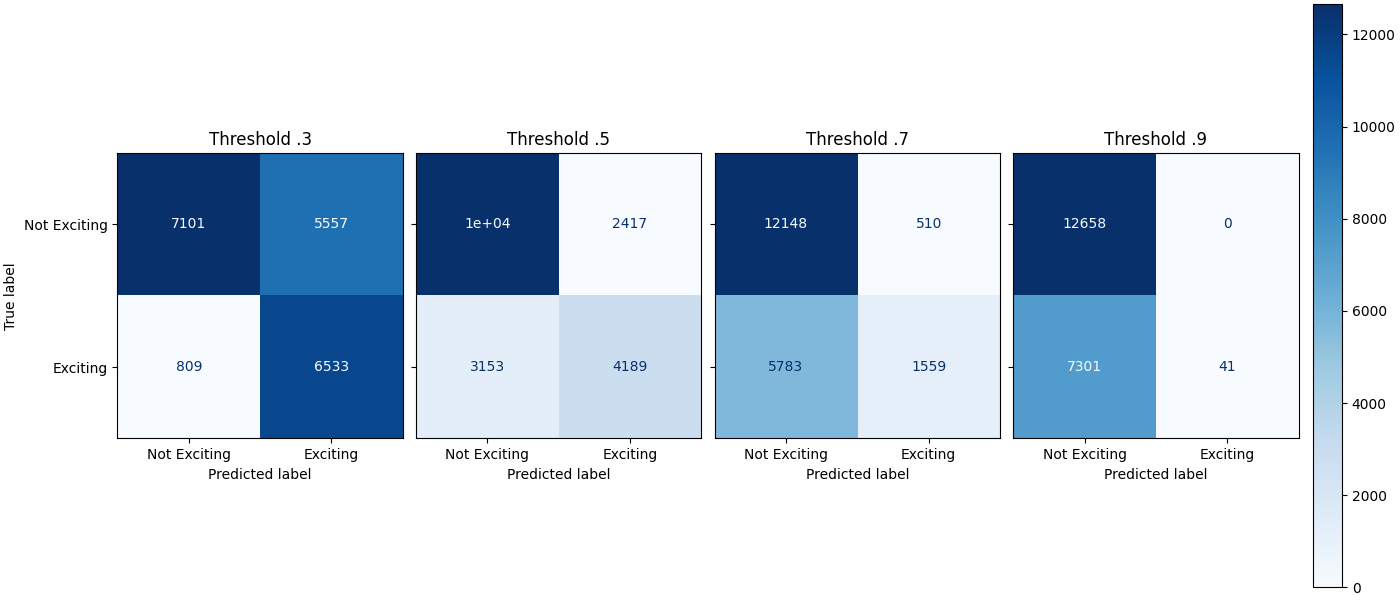 Threshold .3
Threshold .5
Threshold .7
Threshold .9
True label
Not Exciting
Exciting
7101
5557
809
6533
Not Exciting
Exciting
Predicted label
1e+04
2417
3153
4189
Not Exciting
Exciting
Predicted label
12148
510
5783
1559
Not Exciting
Exciting
Predicted label
12658
0
7301
41
Not Exciting
Exciting
Predicted label
12000
10000
8000
6000
4000
2000
0